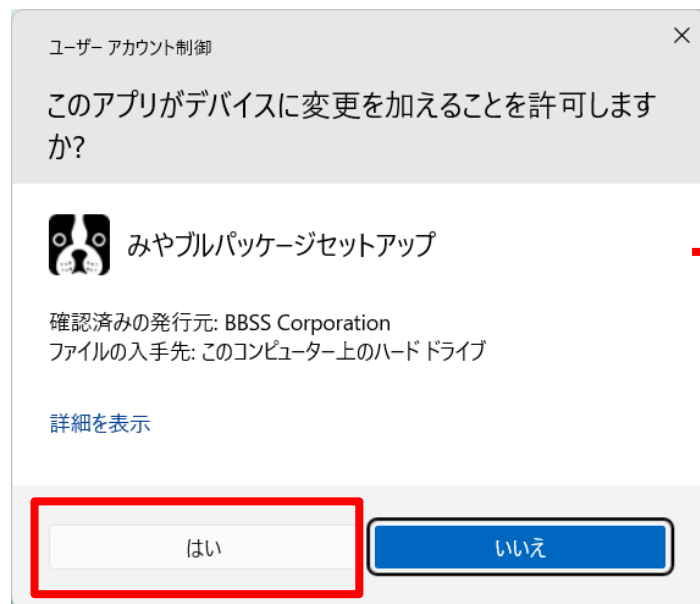 ユーザー アカウント制御
このアプリがデバイスに変更を加えることを許可します
か?
みやブルパッケージセットアップ
確認済みの発行元: BBSS Corporation
ファイルの入手先: このコンピューター上のハード ドライブ
詳細を表示
はい
いいえ